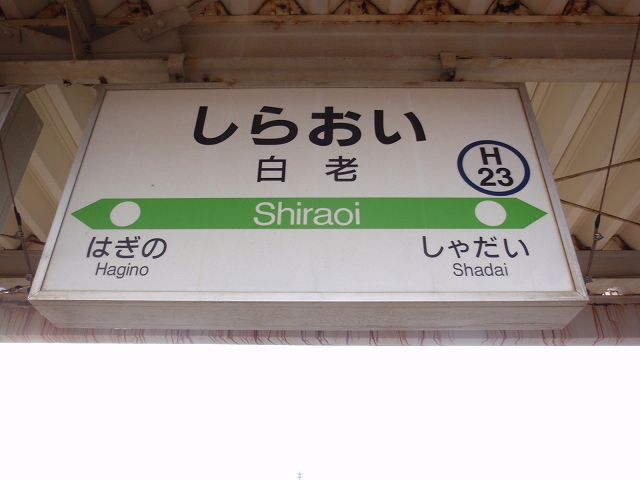 しらおい
白老
H
23
Shiraoi
はぎの
Hagino
しゃだい
Shadai